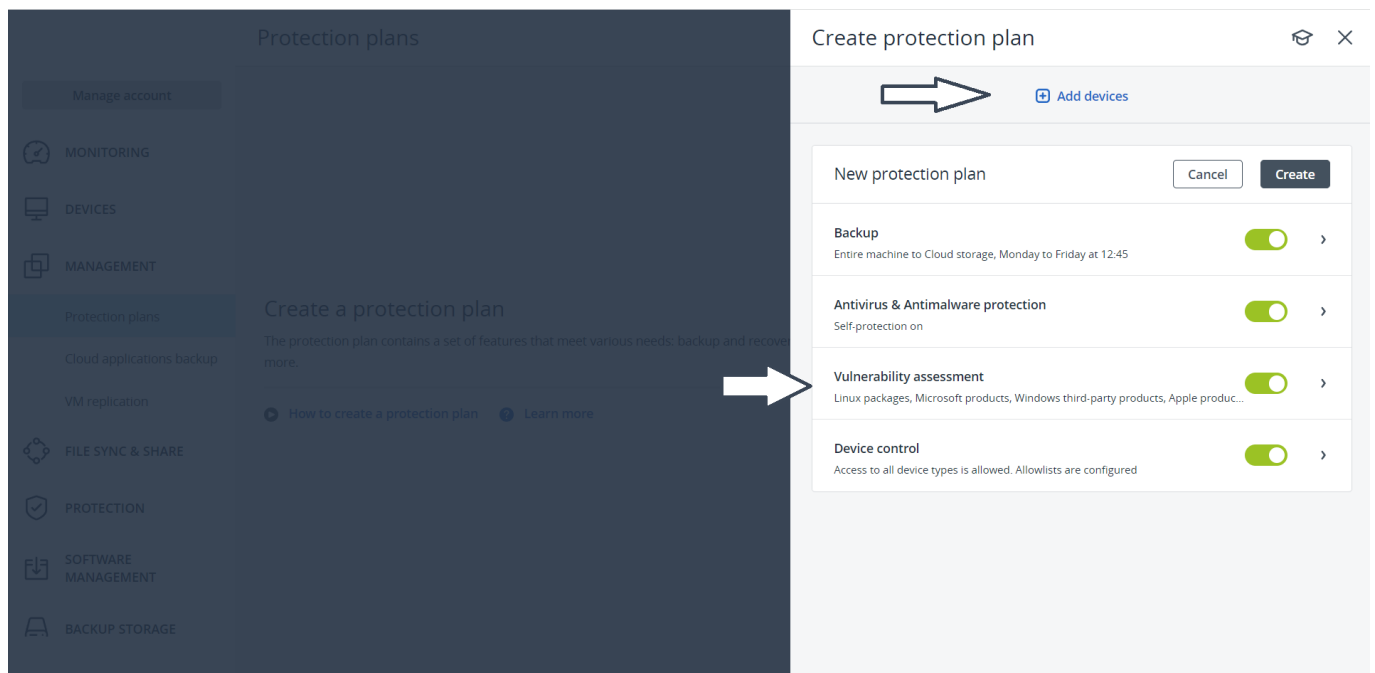 Protection plans
Manage account
MONITORING
DEVICES
MANAGEMENT
Protection plans
Cloud applications backup
VM replication
FILE SYNC & SHARE
PROTECTION
SOFTWARE
MANAGEMENT
BACKUP STORAGE
Create a protection plan
The protection plan contains a set of features that meet various needs: backup and recove
more.
How to create a protection plan
Learn more
Create protection plan
Add devices
New protection plan
Cancel
Create
Backup
Entire machine to Cloud storage, Monday to Friday at 12:45
Antivirus & Antimalware protection
Self-protection on
Vulnerability assessment
Linux packages, Microsoft products, Windows third-party products, Apple produc...
Device control
Access to all device types is allowed. Allowlists are configured